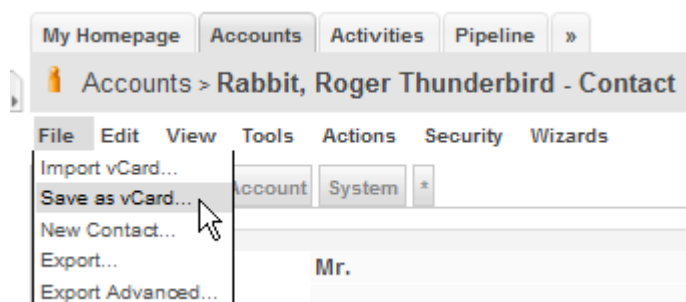 My Homepage Accounts Activities Pipeline »
Accounts > Rabbit, Roger Thunderbird - Contact
File Edit View Tools Actions Security Wizards
Import vCard...
Save as vCard... Account System *
New Contact...
Export... Mr.
Export Advanced...